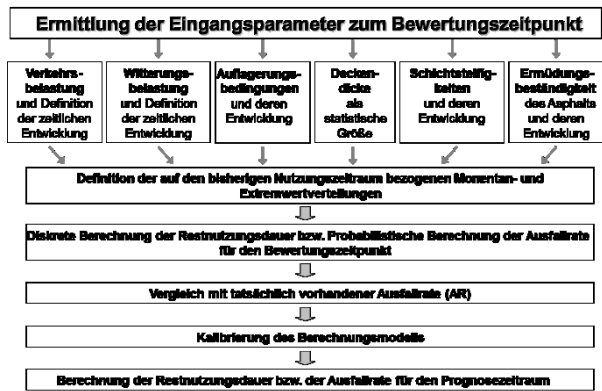 Ermittlung der Eingangsparameter zum Bewertungszeitpunkt
Verkehrs-
belastung
und Definition
der zeitlichen
Entwicklung
Witterungs-
belastung
und Definition
der zeitlichen
Entwicklung
Auflagerungs-
bedingungen
und deren
Entwicklung
Decken-
dicke
als
statistische
Größe
Schichtsteifig-
keiten
und deren
Entwicklung
Ermüdungs-
beständigkeit
des Asphalts
und deren
Entwicklung
Definition der auf den bisherigen Nutzungszeitraum bezogenen Momentan- und
Extremwertverteilungen
Diskrete Berechnung der Restnutzungsdauer bzw. Probabilistische Berechnung der Ausfallrate
für den Bewertungszeitpunkt
Vergleich mit tatsächlich vorhandener Ausfallrate (AR)
Kalibrierung des Berechnungsmodells
Berechnung der Restnutzungsdauer bzw. der Ausfallrate für den Prognosezeitraum